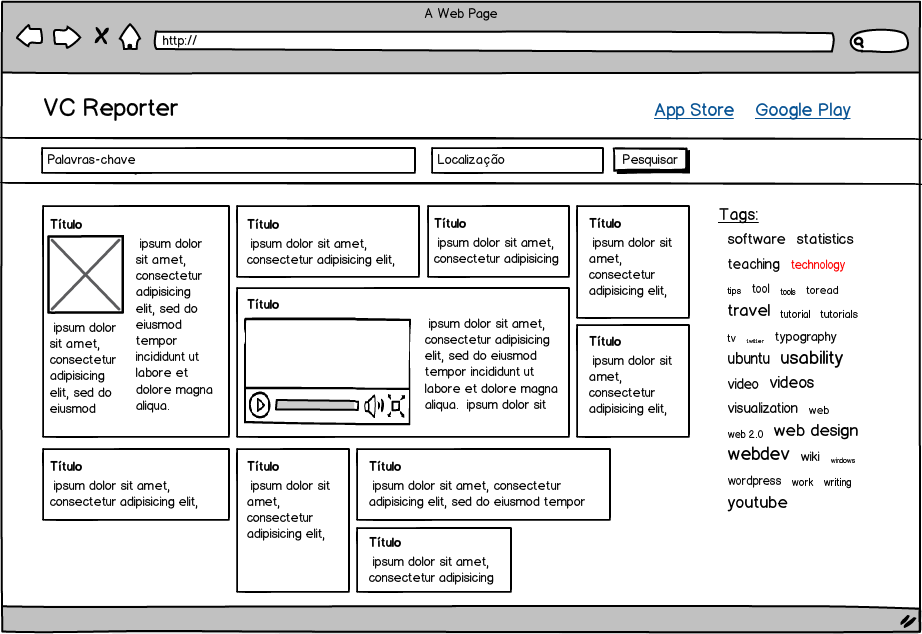 A Web Page
http://
VC Reporter
App Store Google Play
Palavras-chave
Localização
Pesquisar
Título
ipsum dolor
sit amet,
consectetur
adipisicing
elit, sed do
eiusmod
ipsum dolor
sit amet,
consectetur
adipisicing
elit, sed do
eiusmod
tempor
incididunt ut
labore et
dolore magna
aliqua.
Título
ipsum dolor sit amet,
consectetur adipisicing elit,
Título
ipsum dolor sit amet,
consectetur adipisicing
Título
ipsum dolor sit
amet,
consectetur
adipisicing elit,
Título
ipsum dolor sit amet,
consectetur adipisicing
elit, sed do eiusmod
tempor incididunt ut
labore et dolore magna
aliqua. ipsum dolor sit
Título
ipsum dolor sit
amet,
consectetur
adipisicing elit,
Título
ipsum dolor sit amet,
consectetur adipisicing elit,
Título
ipsum dolor sit
amet,
consectetur
adipisicing elit,
Título
ipsum dolor sit amet, consectetur
adipisicing elit, sed do eiusmod tempor
Título
ipsum dolor sit amet,
consectetur adipisicing
Tags:
software statistics
teaching technology
tips tool tools toread
travel tutorial tutorials
tv twitter typography
ubuntu usability
video videos
visualization web
web 2.0 web design
webdev wiki windows
wordpress work writing
youtube